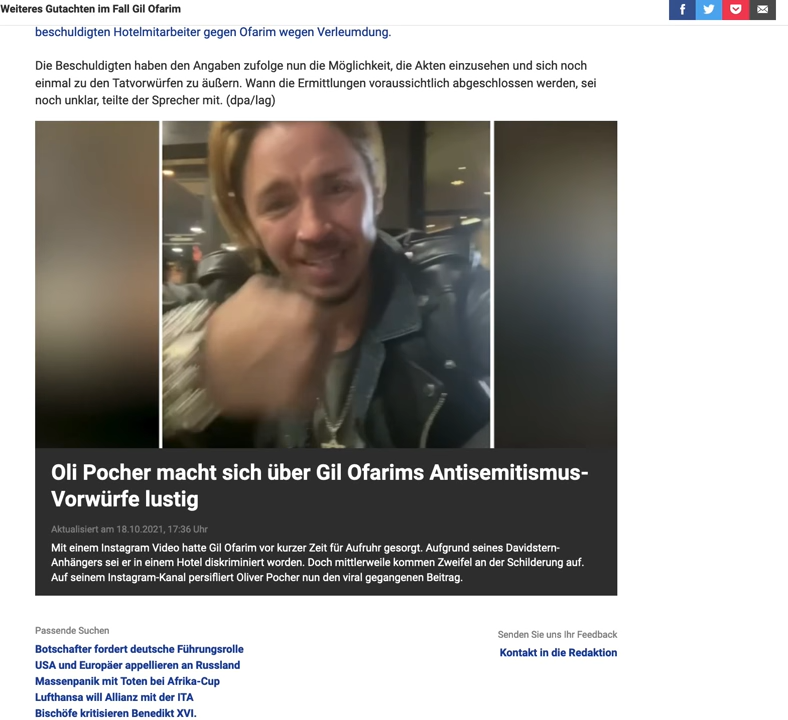 Weiteres Gutachten im Fall Gil Ofarim
beschuldigten Hotelmitarbeiter gegen Ofarim wegen Verleumdung.
Die Beschuldigten haben den Angaben zufolge nun die Möglichkeit, die Akten einzusehen und sich noch
einmal zu den Tatvorwürfen zu äußern. Wann die Ermittlungen voraussichtlich abgeschlossen werden, sei
noch unklar, teilte der Sprecher mit. (dpa/lag)
Oli Pocher macht sich über Gil Ofarims Antisemitismus-
Vorwürfe lustig
Aktualisiert am 18.10.2021, 17:36 Uhr
Mit einem Instagram Video hatte Gil Ofarim vor kurzer Zeit für Aufruhr gesorgt. Aufgrund seines Davidstern-
Anhängers sei er in einem Hotel diskriminiert worden. Doch mittlerweile kommen Zweifel an der Schilderung auf.
Auf seinem Instagram-Kanal persifliert Oliver Pocher nun den viral gegangenen Beitrag.
Passende Suchen
Botschafter fordert deutsche Führungsrolle
USA und Europäer appellieren an Russland
Massenpanik mit Toten bei Afrika-Cup
Lufthansa will Allianz mit der ITA
Bischöfe kritisieren Benedikt XVI.
Senden Sie uns Ihr Feedback
Kontakt in die Redaktion